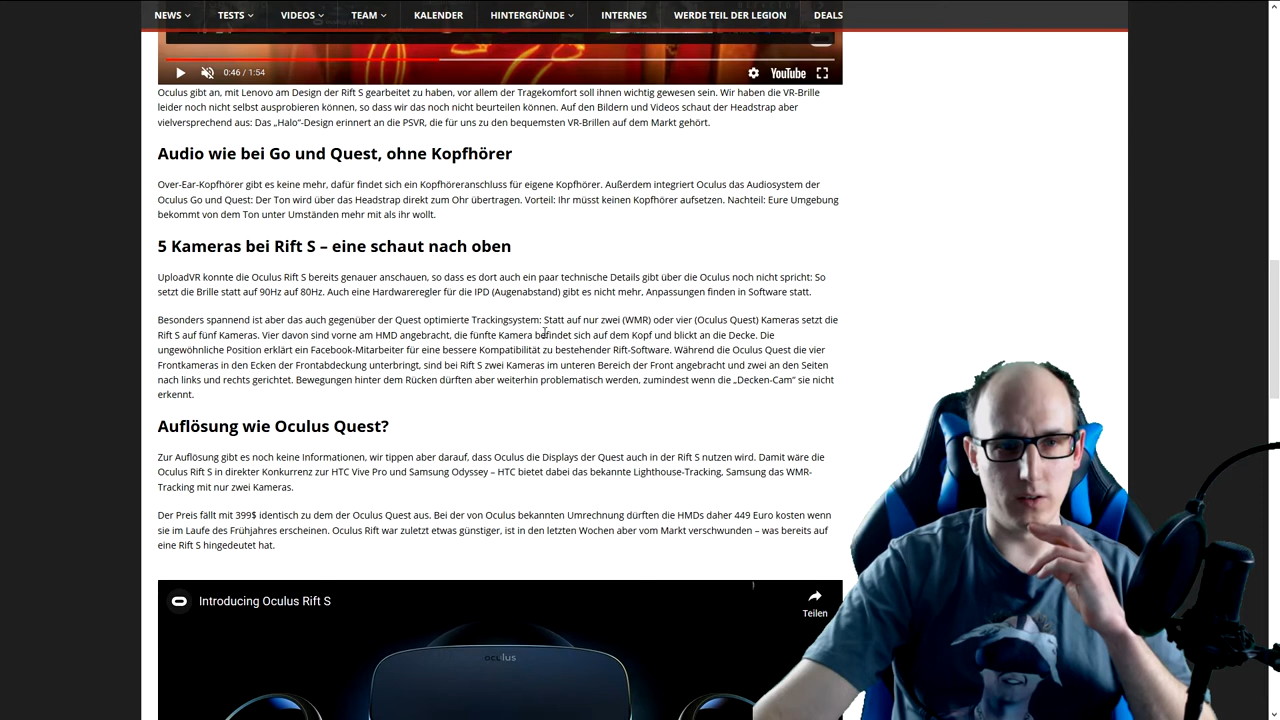 NEWS TESTS VIDEOS TEAM KALENDER HINTERGRÜNDE INTERNES WERDE TEIL DER LEGION DEALS
0:46 / 1:54 YouTube
Oculus gibt an, mit Lenovo am Design der Rift S gearbeitet zu haben, vor allem der Tragekomfort soll ihnen wichtig gewesen sein. Wir haben die VR-Brille
leider noch nicht selbst ausprobieren können, so dass wir das noch nicht beurteilen können. Auf den Bildern und Videos schaut der Headstrap aber
vielversprechend aus: Das „Halo“-Design erinnert an die PSVR, die für uns zu den bequemsten VR-Brillen auf dem Markt gehört.
Audio wie bei Go und Quest, ohne Kopfhörer
Over-Ear-Kopfhörer gibt es keine mehr, dafür findet sich ein Kopfhöreranschluss für eigene Kopfhörer. Außerdem integriert Oculus das Audiosystem der
Oculus Go und Quest: Der Ton wird über das Headstrap direkt zum Ohr übertragen. Vorteil: Ihr müsst keinen Kopfhörer aufsetzen. Nachteil: Eure Umgebung
bekommt von dem Ton unter Umständen mehr mit als ihr wollt.
5 Kameras bei Rift S – eine schaut nach oben
UploadVR konnte die Oculus Rift S bereits genauer anschauen, so dass es dort auch ein paar technische Details gibt über die Oculus noch nicht spricht: So
setzt die Brille statt auf 90Hz auf 80Hz. Auch eine Hardwareregler für die IPD (Augenabstand) gibt es nicht mehr, Anpassungen finden in Software statt.
Besonders spannend ist aber das auch gegenüber der Quest optimierte Trackingsystem: Statt auf nur zwei (WMR) oder vier (Oculus Quest) Kameras setzt die
Rift S auf fünf Kameras. Vier davon sind vorne am HMD angebracht, die fünfte Kamera befindet sich auf dem Kopf und blickt an die Decke. Die
ungewöhnliche Position erklärt ein Facebook-Mitarbeiter für eine bessere Kompatibilität zu bestehender Rift-Software. Während die Oculus Quest die vier
Frontkameras in den Ecken der Frontabdeckung unterbringt, sind bei Rift S zwei Kameras im unteren Bereich der Front angebracht und zwei an den Seiten
nach links und rechts gerichtet. Bewegungen hinter dem Rücken dürften aber weiterhin problematisch werden, zumindest wenn die „Decken-Cam“ sie nicht
erkennt.
Auflösung wie Oculus Quest?
Zur Auflösung gibt es noch keine Informationen, wir tippen aber darauf, dass Oculus die Displays der Quest auch in der Rift S nutzen wird. Damit wäre die
Oculus Rift S in direkter Konkurrenz zur HTC Vive Pro und Samsung Odyssey – HTC bietet dabei das bekannte Lighthouse-Tracking, Samsung das WMR-
Tracking mit nur zwei Kameras.
Der Preis fällt mit 399$ identisch zu dem der Oculus Quest aus. Bei der von Oculus bekannten Umrechnung dürften die HMDs daher 449 Euro kosten wenn
sie im Laufe des Frühjahres erscheinen. Oculus Rift war zuletzt etwas günstiger, ist in den letzten Wochen aber vom Markt verschwunden – was bereits auf
eine Rift S hingedeutet hat.
Introducing Oculus Rift S
Teilen
oculus